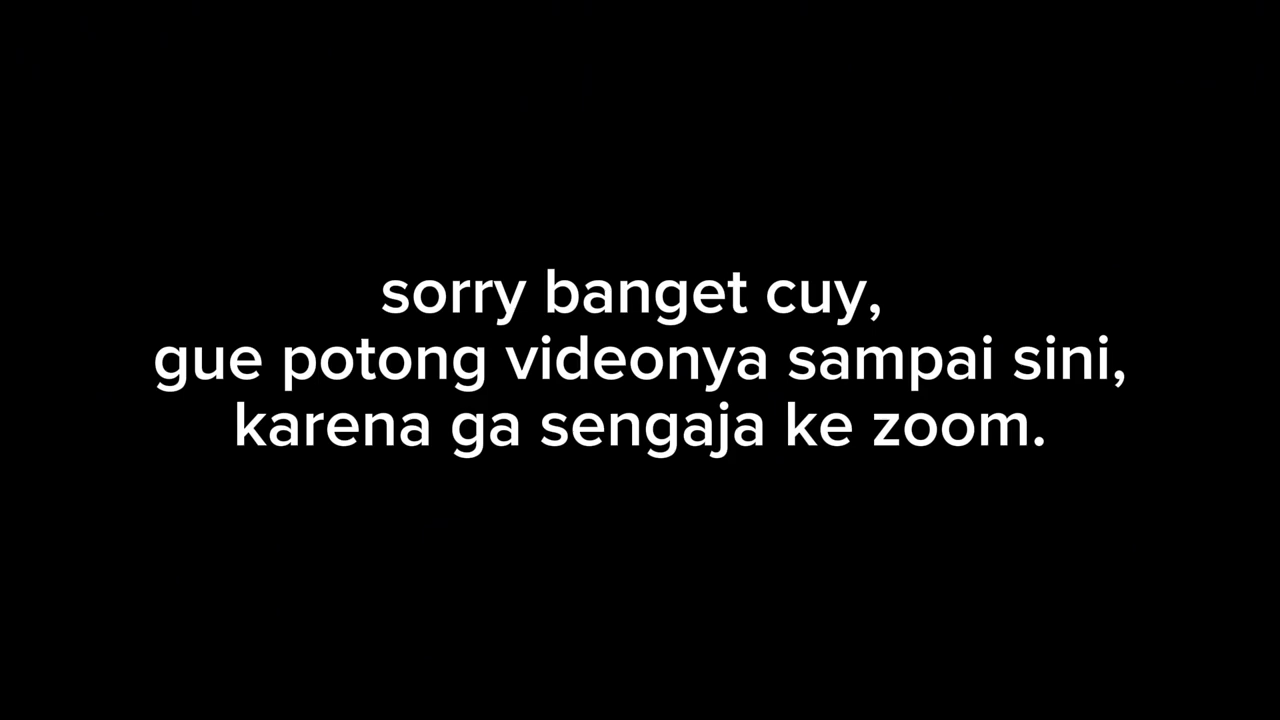 sorry banget cuy,
gue potong videonya sampai sini,
karena ga sengaja ke zoom.